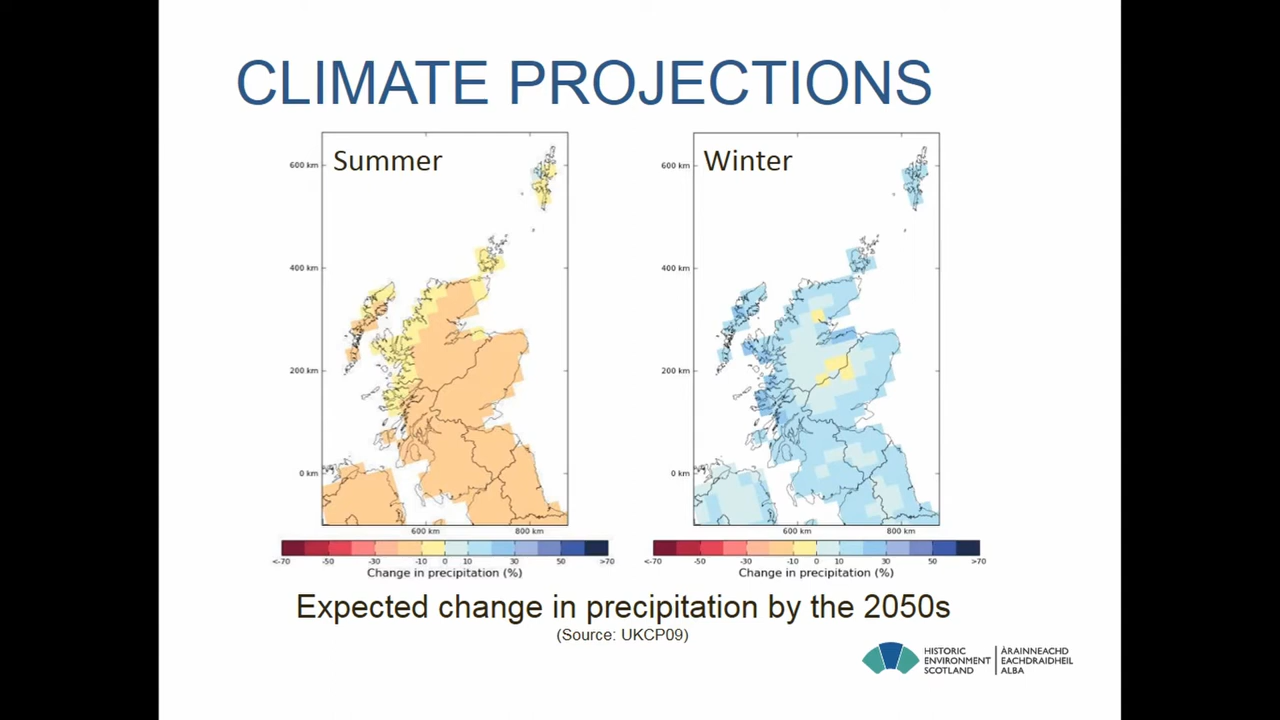 CLIMATE PROJECTIONS
Summer
600 km
400 km
200 km
0 km
600 km 800 km
<-70 -50 -30 -10 0 10 30 50 >70
Change in precipitation (%)
Winter
600 km
400 km
200 km
0 km
600 km 800 km
<-70 -50 -30 -10 0 10 30 50 >70
Change in precipitation (%)
Expected change in precipitation by the 2050s
(Source: UKCP09)
HISTORIC
ENVIRONMENT
SCOTLAND
ÀRAINNEACHD
EACHDRAIDHEIL
ALBA